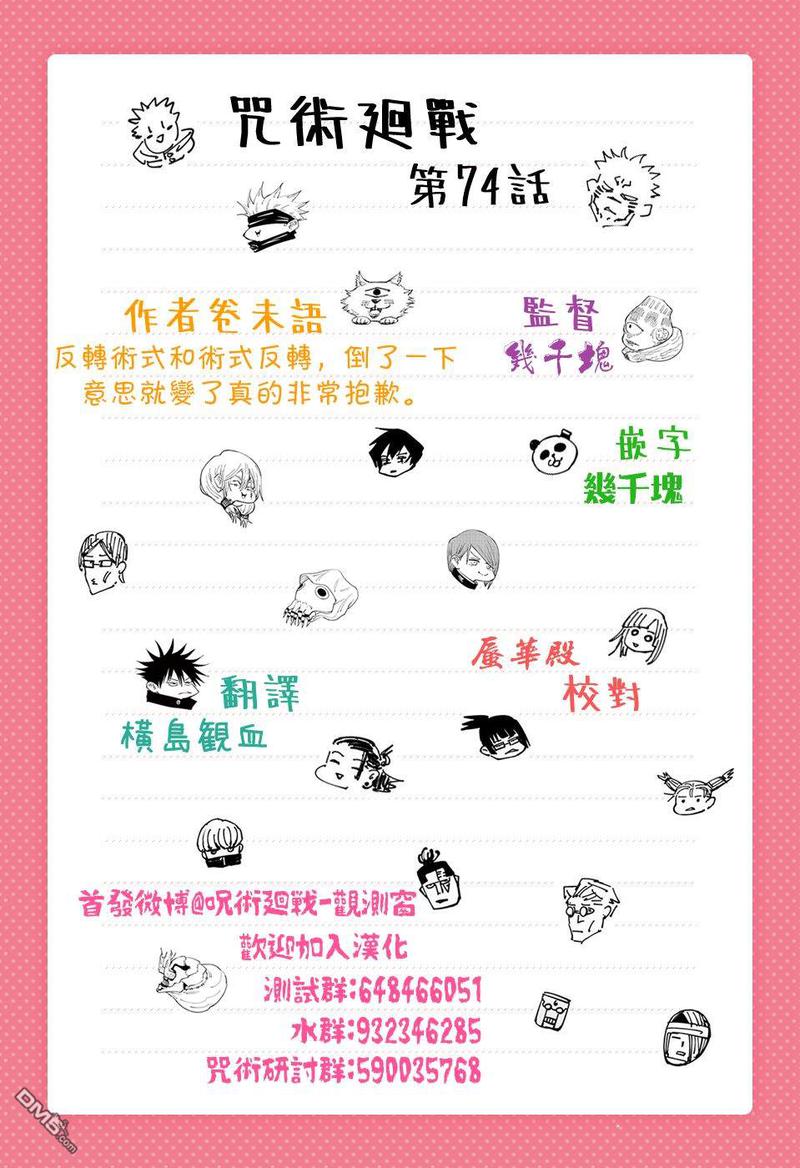 咒術廻戰
第74話
作者卷未語
反轉術式和術式反轉，倒了一下
意思就變了真的非常抱歉。
監督
幾千塊
嵌字
幾千塊
蜃華殿
校對
翻譯
橫島観血
首發微博@呪術廻戰-觀測窗
歡迎加入漢化
測試群:648466051
水群:932346285
咒術研討群:590035768
DM5.com